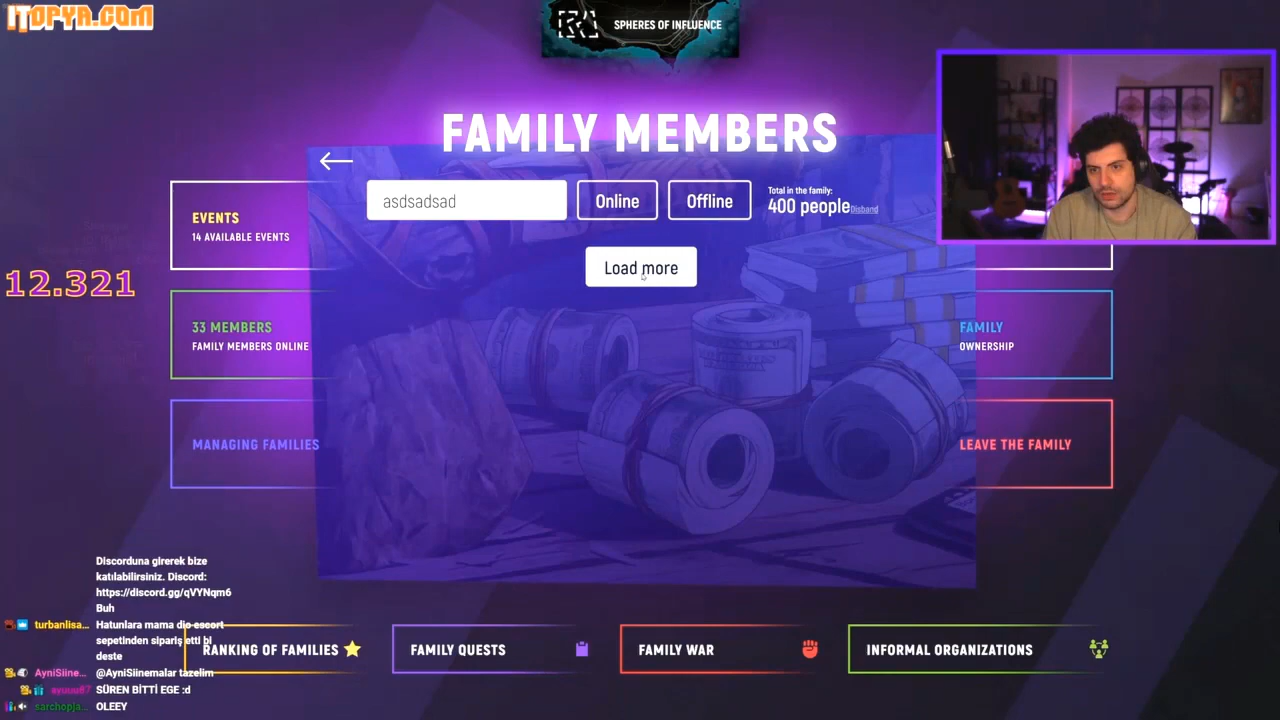 ITOPYA.COM
SPHERES OF INFLUENCE
FAMILY MEMBERS
asdsadsad
Online
Offline
Total in the family:
400 people Disband
Load more
EVENTS
14 AVAILABLE EVENTS
12.321
33 MEMBERS
FAMILY MEMBERS ONLINE
FAMILY
OWNERSHIP
MANAGING FAMILIES
LEAVE THE FAMILY
Discorduna girerek bize
katılabilirsiniz. Discord:
https://discord.gg/qVYNqm6
Buh
turbanlisa... Hatunlara mama dio escort
sepetinden sipariş etti bi
deste
AyniSiine... @AyniSiinemalar tazelim
ayuuu87 SÜREN BİTTİ EGE :d
sarchopja... OLEEY
RANKING OF FAMILIES
FAMILY QUESTS
FAMILY WAR
INFORMAL ORGANIZATIONS